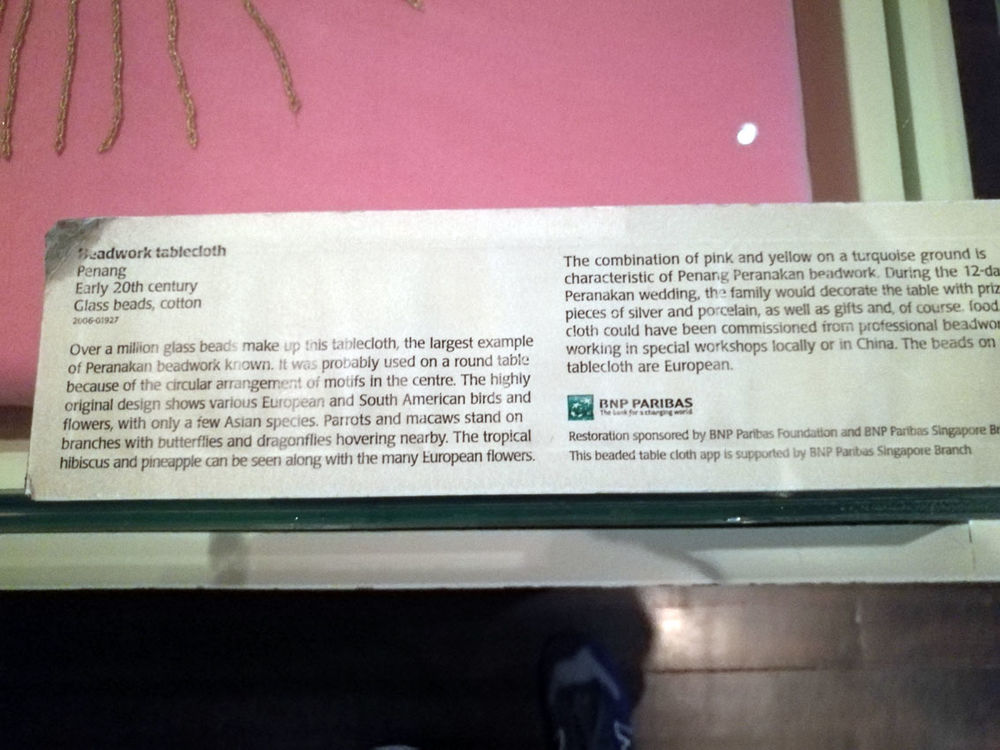 Beadwork tablecloth
Penang
Early 20th century
Glass beads, cotton
2006-01927
Over a million glass beads make up this tablecloth, the largest example
of Peranakan beadwork known. It was probably used on a round table
because of the circular arrangement of motifs in the centre. The highly
original design shows various European and South American birds and
flowers, with only a few Asian species. Parrots and macaws stand on
branches with butterflies and dragonflies hovering nearby. The tropical
hibiscus and pineapple can be seen along with the many European flowers.
The combination of pink and yellow on a turquoise ground is
characteristic of Penang Peranakan beadwork. During the 12-da
Peranakan wedding, the family would decorate the table with priz
pieces of silver and porcelain, as well as gifts and, of course, food
cloth could have been commissioned from professional beadwor
working in special workshops locally or in China. The beads on
tablecloth are European.
BNP PARIBAS
The bank for a changing world
Restoration sponsored by BNP Paribas Foundation and BNP Paribas Singapore Br
This beaded table cloth app is supported by BNP Paribas Singapore Branch